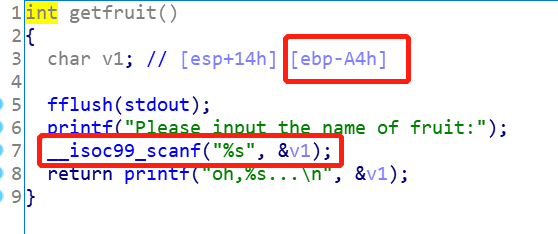 1 int getfruit()
2 {
3 char v1; // [esp+14h] [ebp-A4h]
4
5 fflush(stdout);
6 printf("Please input the name of fruit:");
7 __isoc99_scanf("%s", &v1);
8 return printf("oh,%s...\n", &v1);
9 }